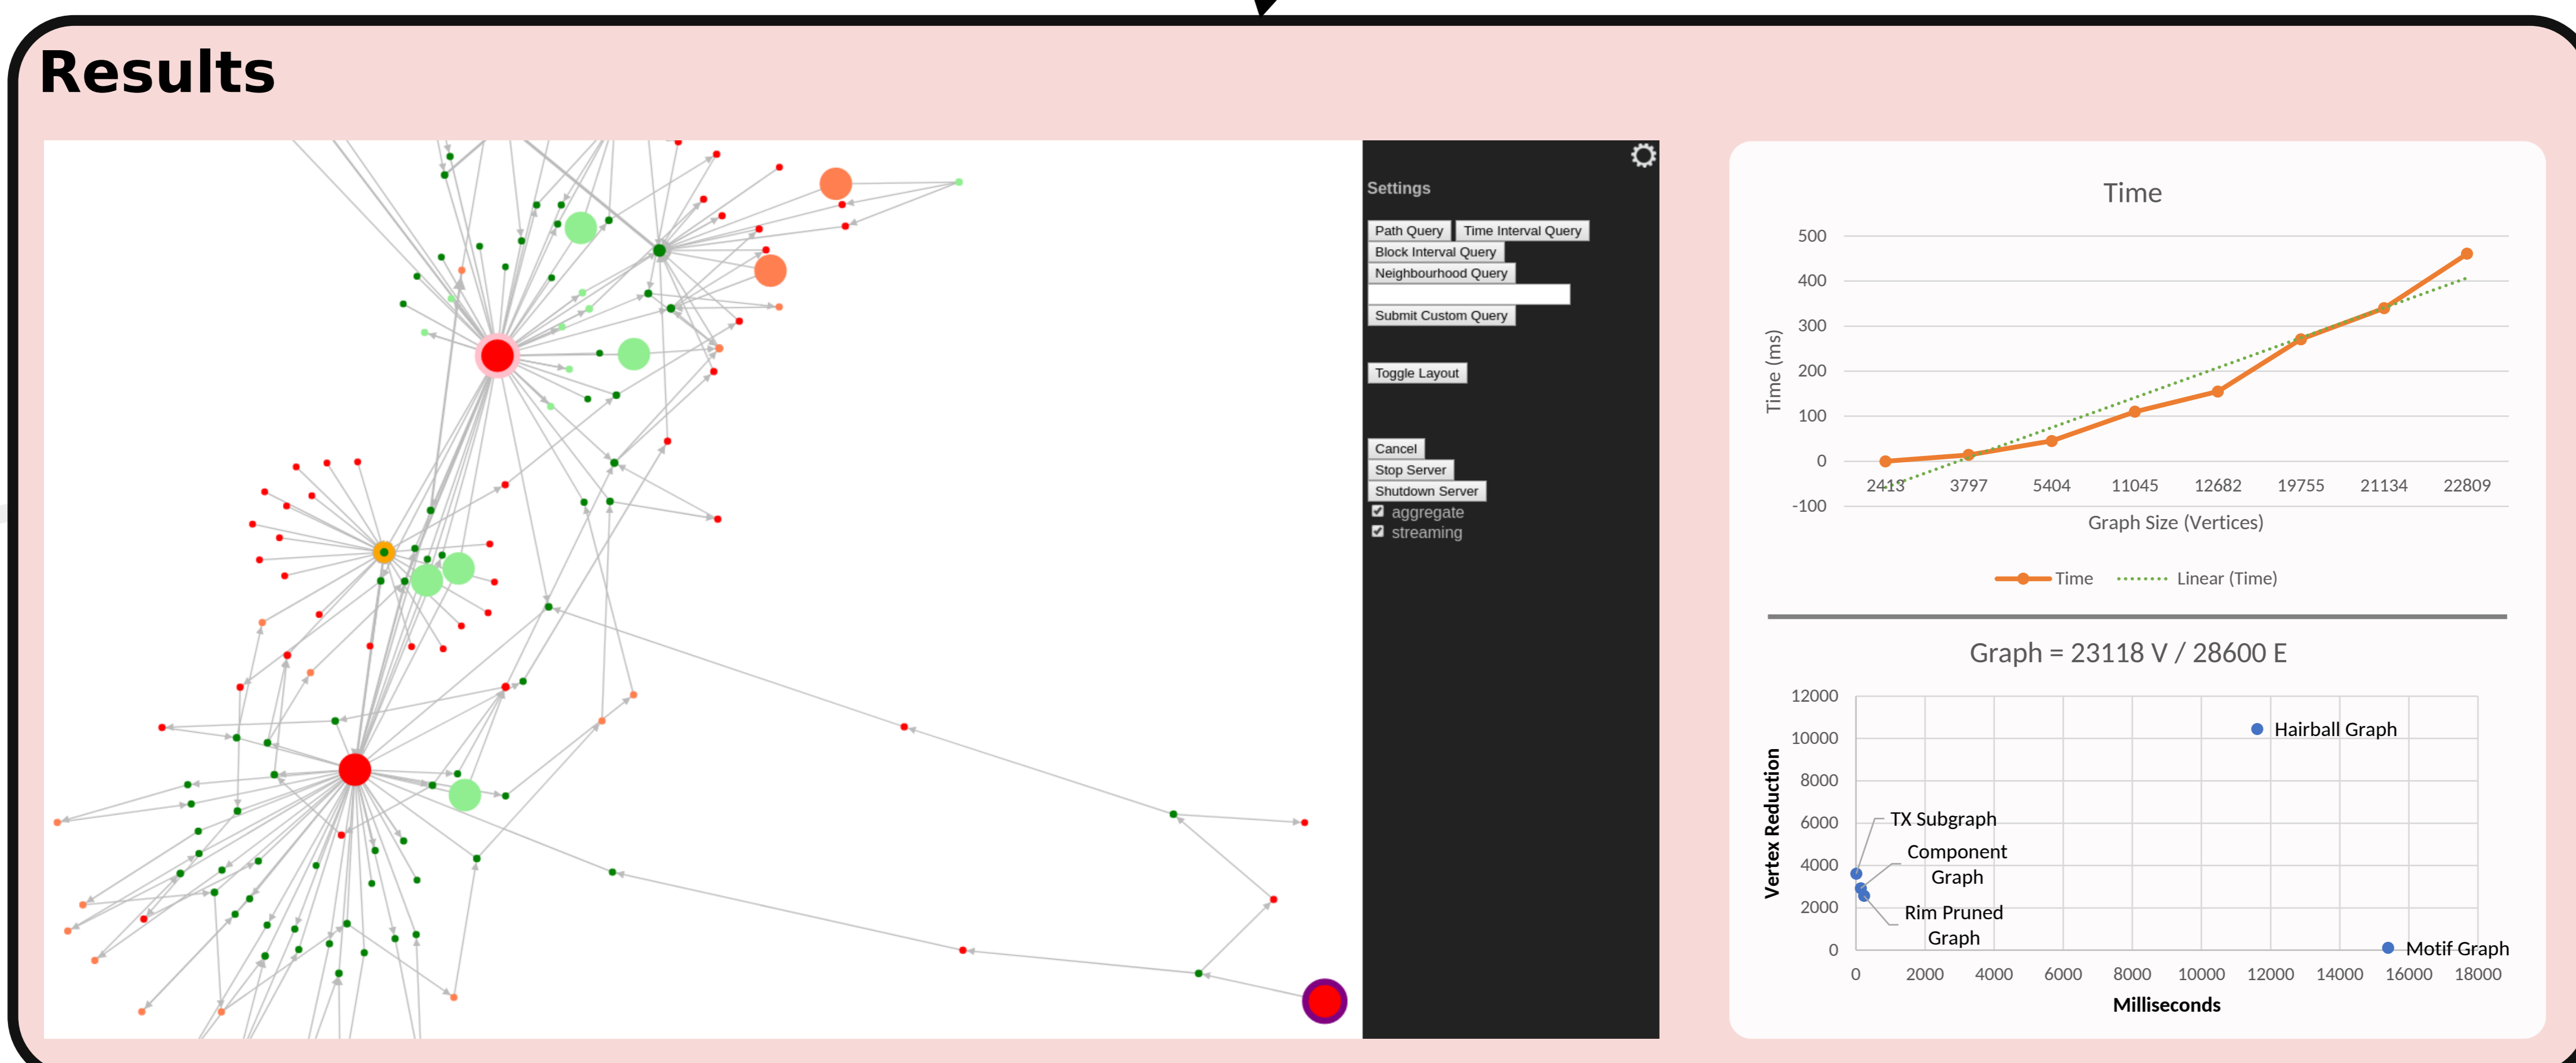 Results
Settings
Path Query Time Interval Query
Block Interval Query
Neighbourhood Query
Submit Custom Query
Toggle Layout
Cancel
Stop Server
Shutdown Server
aggregate
streaming
Time
500
400
300
200
100
0
-100
Time (ms)
2413 3797 5404 11045 12682 19755 21134 22809
Graph Size (Vertices)
Time Linear (Time)
Graph = 23118 V / 28600 E
12000
10000
8000
6000
4000
2000
0
Vertex Reduction
Hairball Graph
TX Subgraph
Component
Graph
Rim Pruned
Graph
Motif Graph
0 2000 4000 6000 8000 10000 12000 14000 16000 18000
Milliseconds